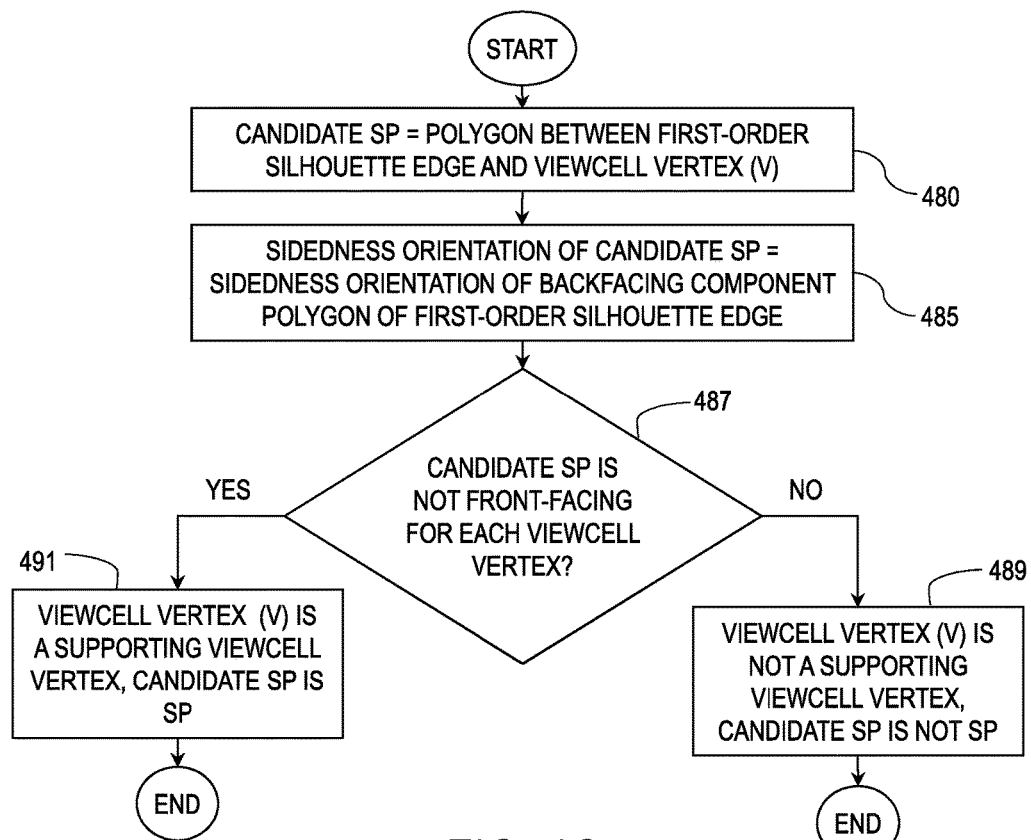 START
CANDIDATE SP = POLYGON BETWEEN FIRST-ORDER
SILHOUETTE EDGE AND VIEWCELL VERTEX (V)
480
SIDEDNESS ORIENTATION OF CANDIDATE SP =
SIDEDNESS ORIENTATION OF BACKFACING COMPONENT
POLYGON OF FIRST-ORDER SILHOUETTE EDGE
485
487
CANDIDATE SP IS
NOT FRONT-FACING
FOR EACH VIEWCELL
VERTEX?
YES
NO
491
VIEWCELL VERTEX (V) IS
A SUPPORTING VIEWCELL
VERTEX, CANDIDATE SP IS
SP
END
489
VIEWCELL VERTEX (V) IS
NOT A SUPPORTING
VIEWCELL VERTEX,
CANDIDATE SP IS NOT SP
END